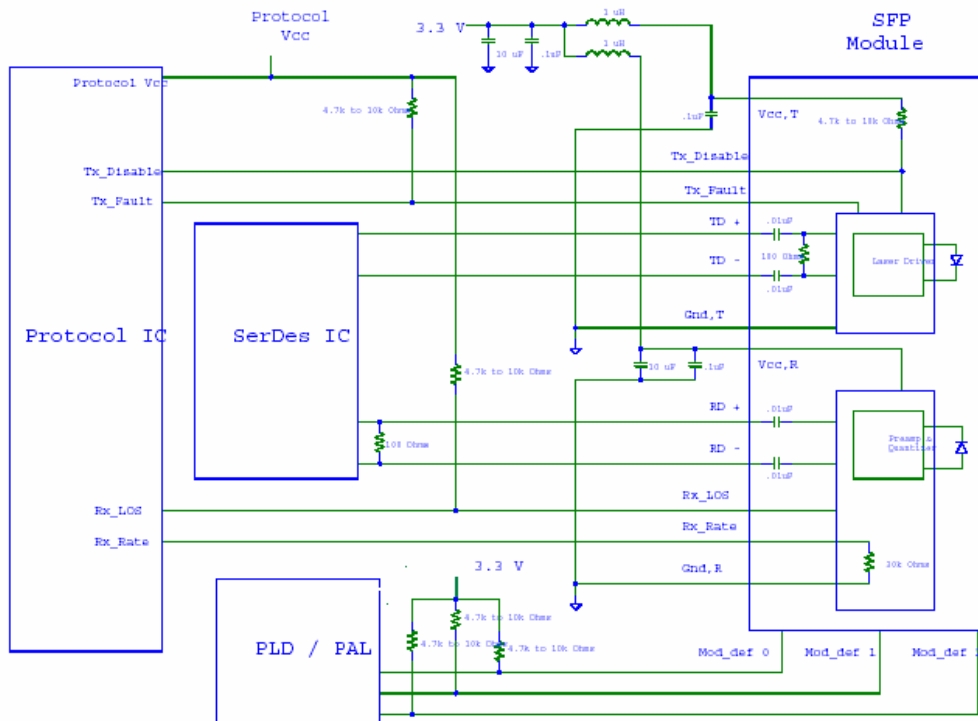 Protocol
Vcc
3.3 V
1 uH
1 uH
10 uF
.1uF
SFP
Module
Protocol Vcc
4.7k to 10k Ohms
.1uF
Vcc,T
4.7k to 10k Ohms
Tx_Disable
Tx_Disable
Tx_Fault
Tx_Fault
TD +
.01uF
100 Ohms
Laser Driver
TD -
.01uF
Gnd,T
Protocol IC
SerDes IC
4.7k to 10k Ohms
10 uF
.1uF
Vcc,R
RD +
.01uF
100 Ohms
Preamp &
Quantizer
RD -
.01uF
Rx_LOS
Rx_LOS
Rx_Rate
Rx_Rate
Gnd,R
30k Ohms
3.3 V
4.7k to 10k Ohms
4.7k to 10k Ohms
4.7k to 10k Ohms
PLD / PAL
Mod_def 0
Mod_def 1
Mod_def